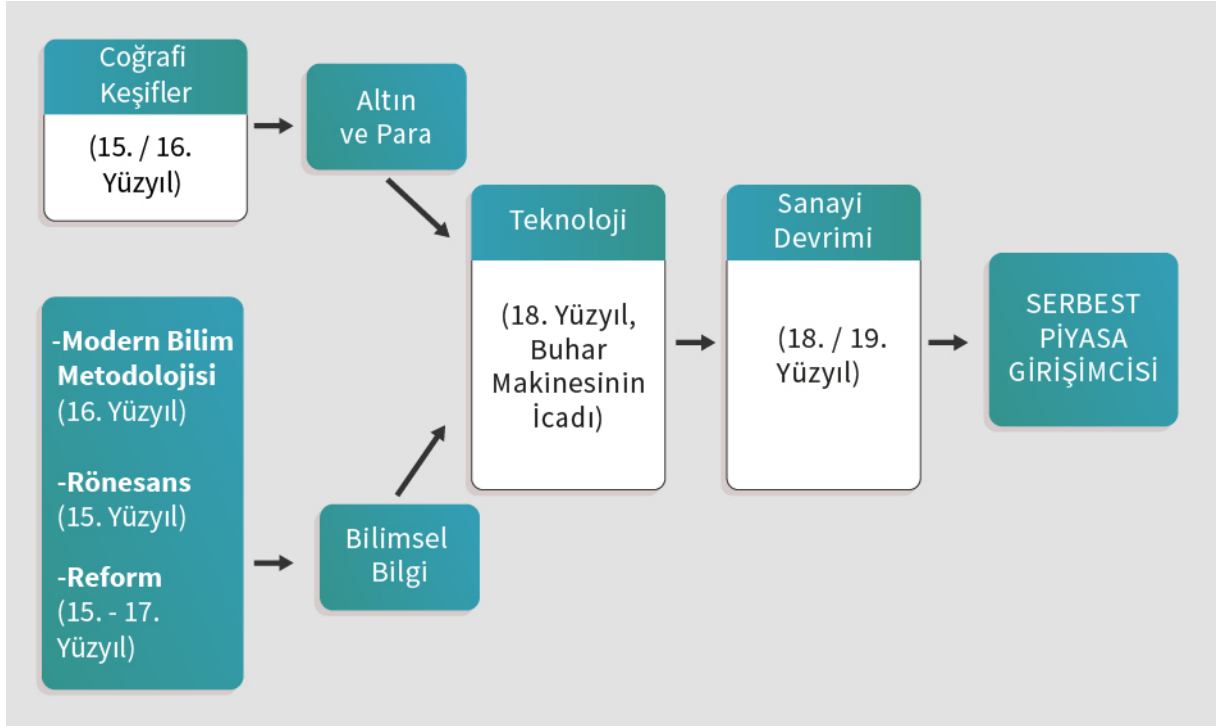 Coğrafi
Keşifler
(15. / 16.
Yüzyıl)
Altın
ve Para
-Modern Bilim
Metodolojisi
(16. Yüzyıl)
-Rönesans
(15. Yüzyıl)
-Reform
(15. - 17.
Yüzyıl)
Bilimsel
Bilgi
Teknoloji
(18. Yüzyıl,
Buhar
Makinesinin
İcadı)
Sanayi
Devrimi
(18. / 19.
Yüzyıl)
SERBEST
PİYASA
GİRİŞİMCİSİ